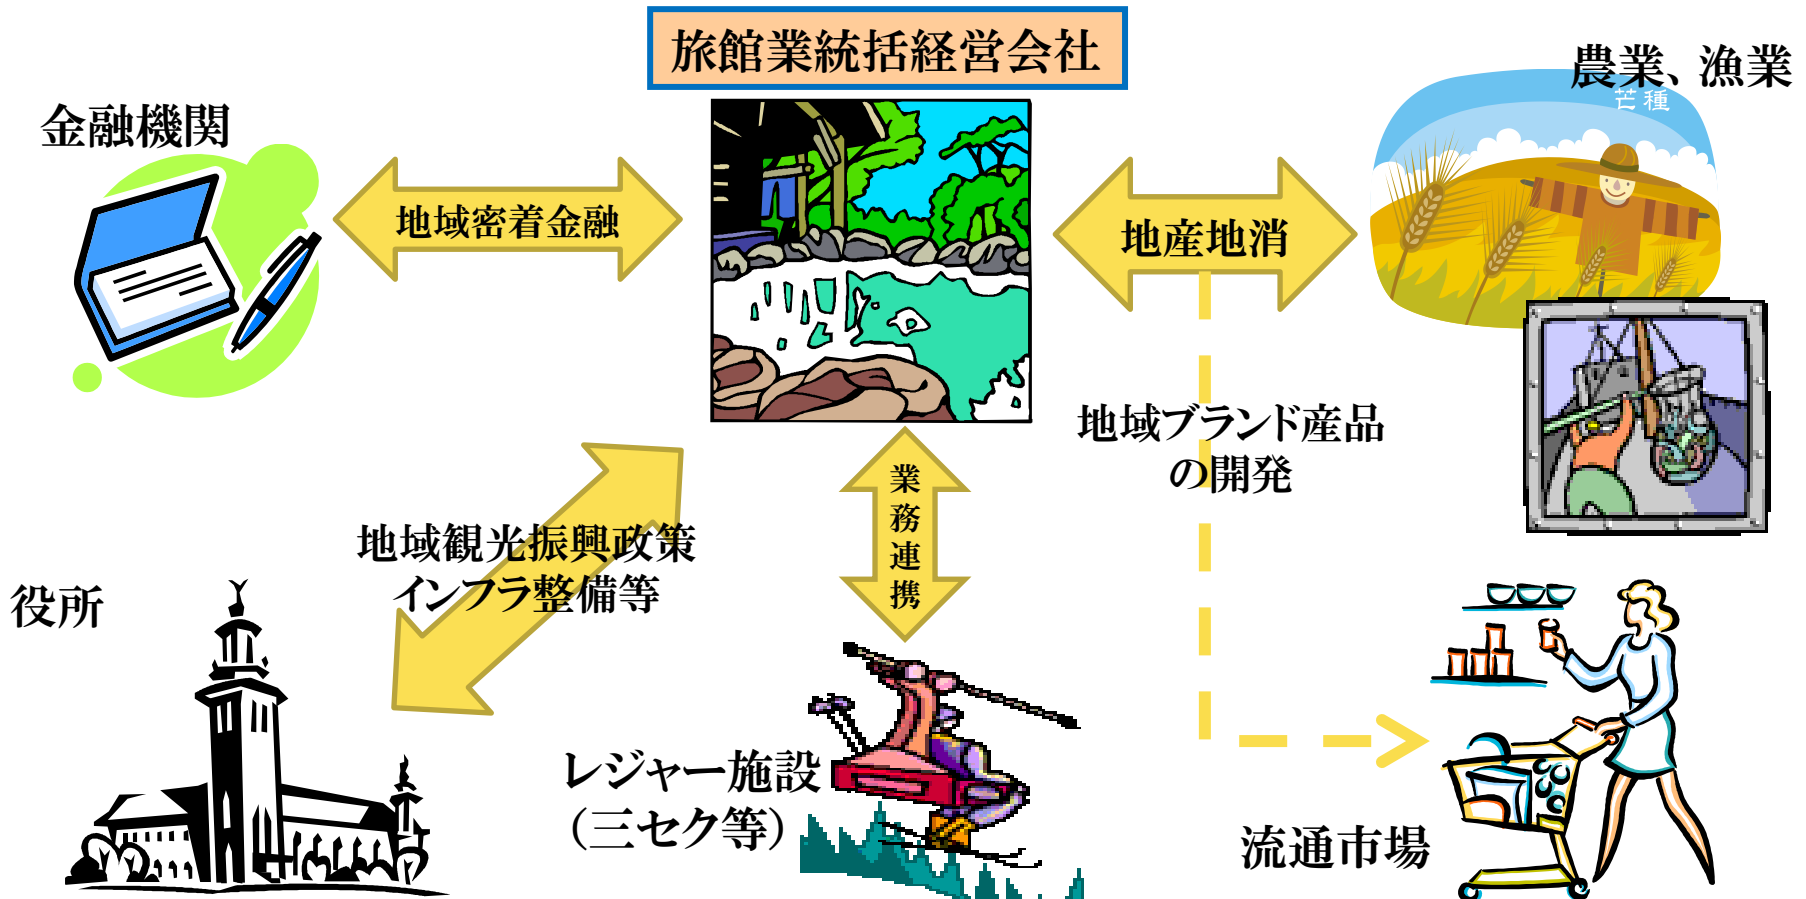 旅館業統括経営会社
農業、漁業
芒種
金融機関
地域密着金融
地産地消
地域ブランド産品
の開発
業務連携
地域観光振興政策
インフラ整備等
役所
レジャー施設
（三セク等）
流通市場